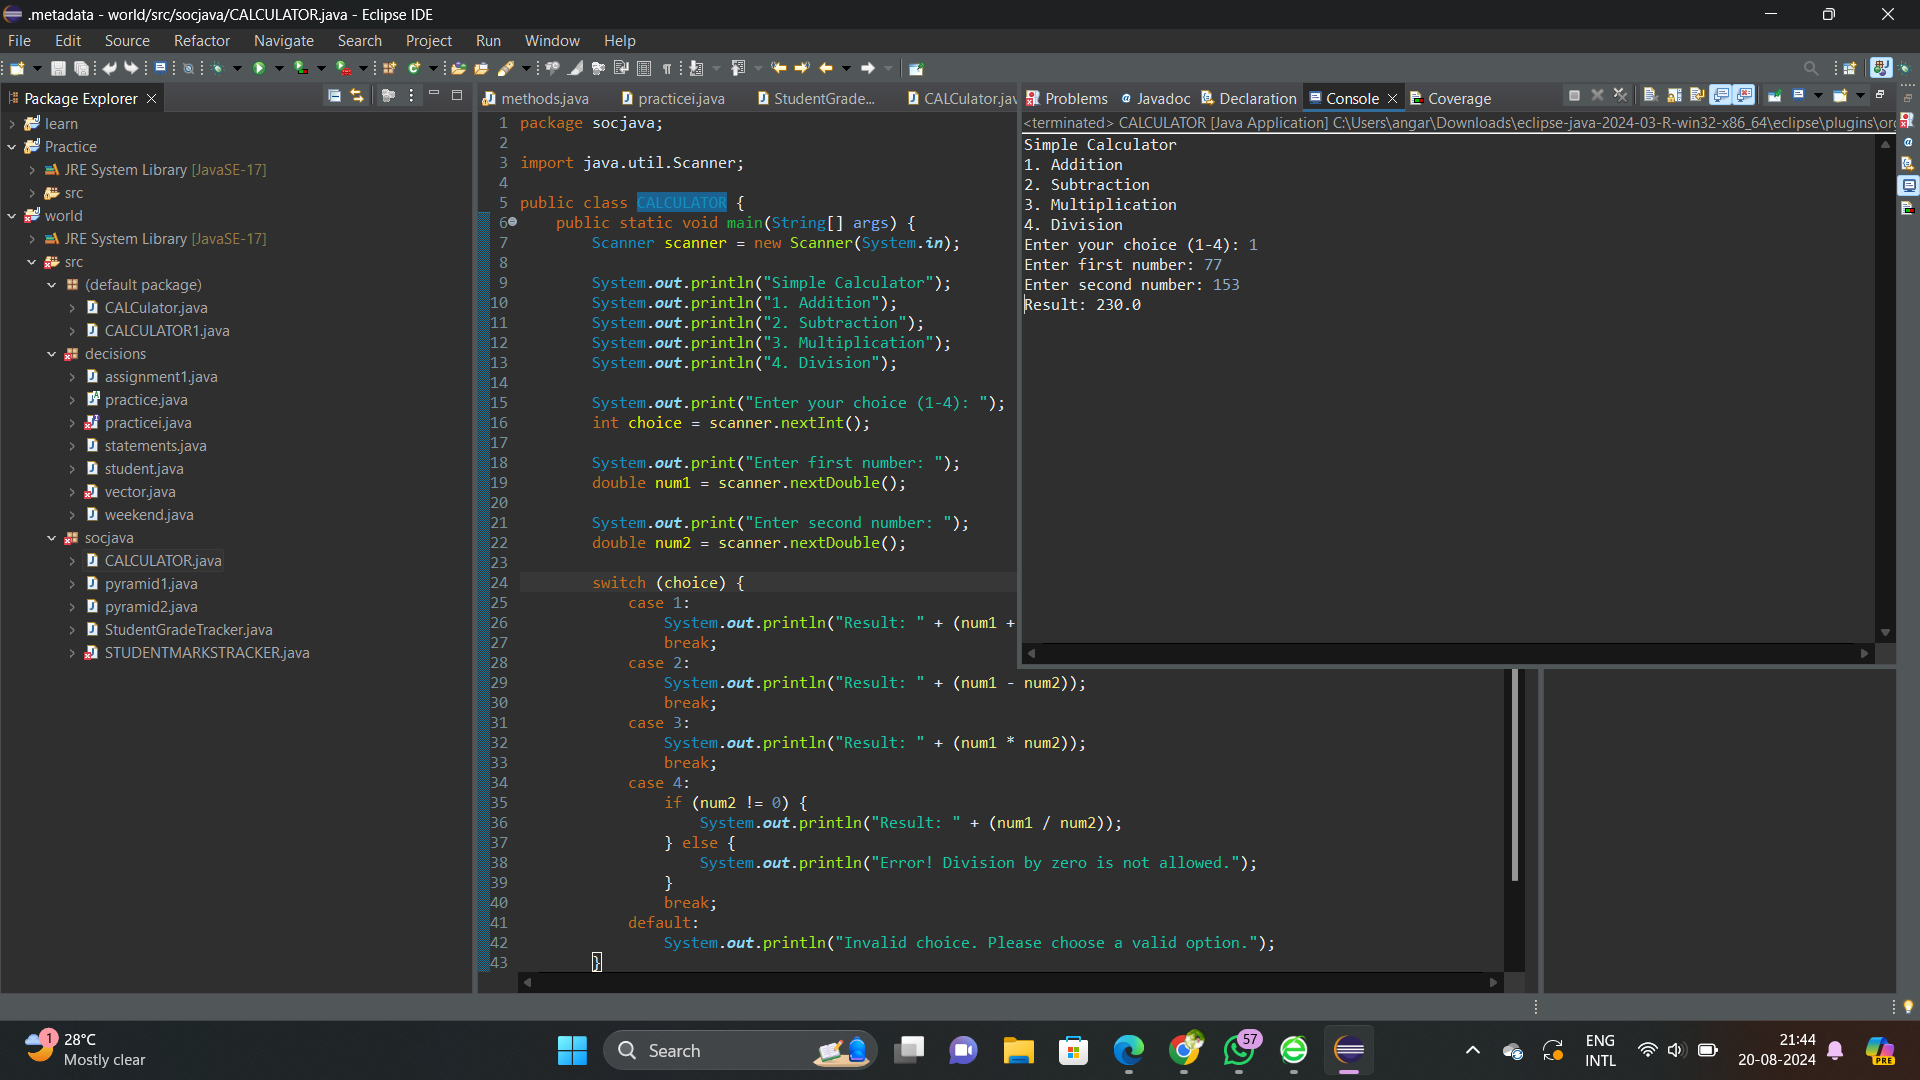 .metadata - world/src/socjava/CALCULATOR.java - Eclipse IDE
File Edit Source Refactor Navigate Search Project Run Window Help
Package Explorer
learn
Practice
JRE System Library [JavaSE-17]
src
world
JRE System Library [JavaSE-17]
src
(default package)
CALCulator.java
CALCULATOR1.java
decisions
assignment1.java
practice.java
practicei.java
statements.java
student.java
vector.java
weekend.java
socjava
CALCULATOR.java
pyramid1.java
pyramid2.java
StudentGradeTracker.java
STUDENTMARKSTRACKER.java
methods.java practicei.java StudentGrade... CALCulator.jav
1 package socjava;
2
3 import java.util.Scanner;
4
5 public class CALCULATOR {
6 public static void main(String[] args) {
7 Scanner scanner = new Scanner(System.in);
8
9 System.out.println("Simple Calculator");
10 System.out.println("1. Addition");
11 System.out.println("2. Subtraction");
12 System.out.println("3. Multiplication");
13 System.out.println("4. Division");
14
15 System.out.print("Enter your choice (1-4): ");
16 int choice = scanner.nextInt();
17
18 System.out.print("Enter first number: ");
19 double num1 = scanner.nextDouble();
20
21 System.out.print("Enter second number: ");
22 double num2 = scanner.nextDouble();
23
24 switch (choice) {
25 case 1:
26 System.out.println("Result: " + (num1 +
27 break;
28 case 2:
29 System.out.println("Result: " + (num1 - num2));
30 break;
31 case 3:
32 System.out.println("Result: " + (num1 * num2));
33 break;
34 case 4:
35 if (num2 != 0) {
36 System.out.println("Result: " + (num1 / num2));
37 } else {
38 System.out.println("Error! Division by zero is not allowed.");
39 }
40 break;
41 default:
42 System.out.println("Invalid choice. Please choose a valid option.");
43 }
Problems Javadoc Declaration Console Coverage
<terminated> CALCULATOR [Java Application] C:\Users\angar\Downloads\eclipse-java-2024-03-R-win32-x86_64\eclipse\plugins\org
Simple Calculator
1. Addition
2. Subtraction
3. Multiplication
4. Division
Enter your choice (1-4): 1
Enter first number: 77
Enter second number: 153
Result: 230.0
1
28°C
Mostly clear
Search
57
ENG
INTL
21:44
20-08-2024
PRE